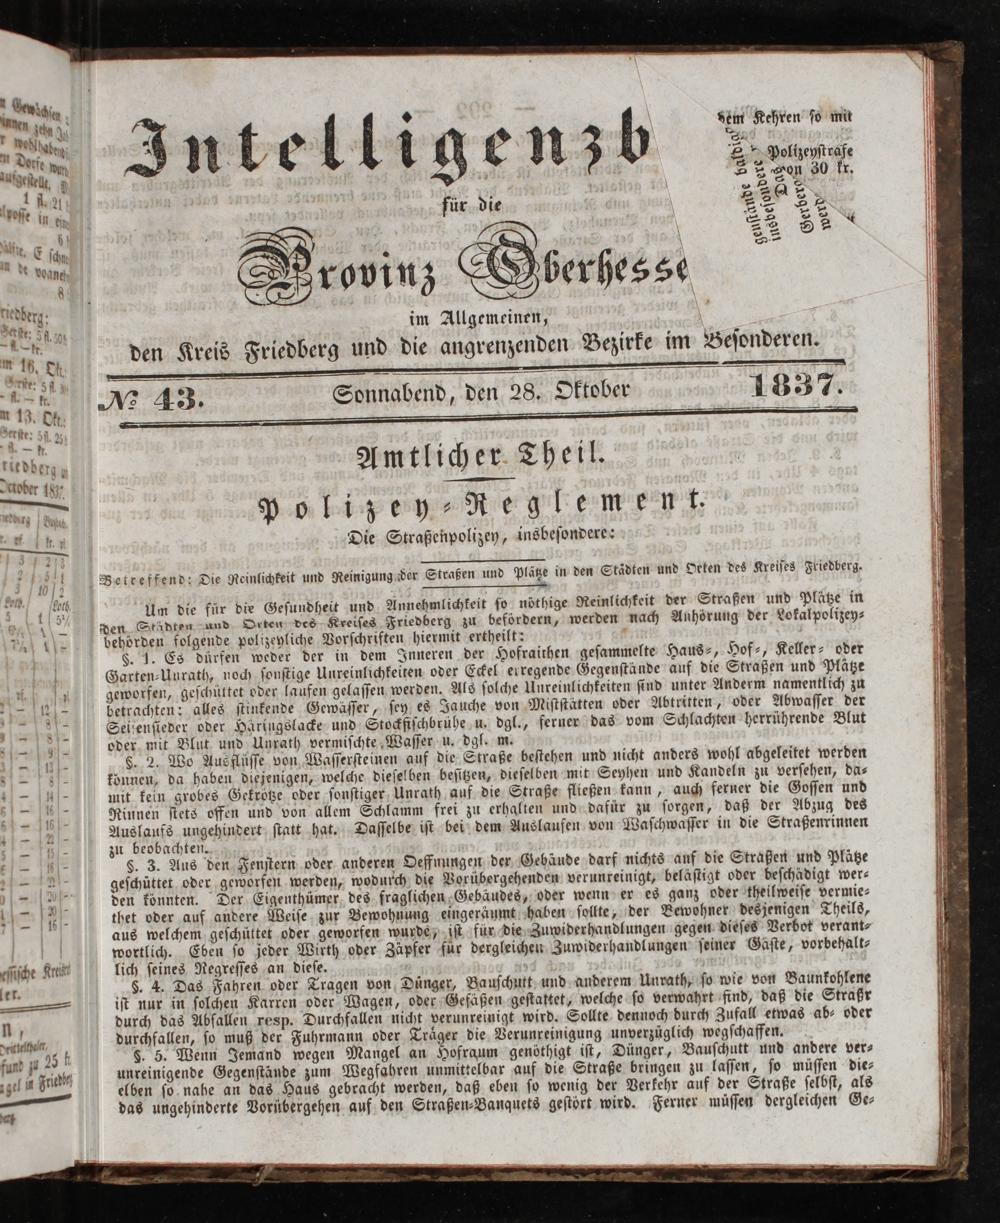 Intelligenzb
für die
Provinz Oberhesse
im Allgemeinen,
den Kreis Friedberg und die angrenzenden Bezirke im Besonderen.
№ 43. Sonnabend, den 28. Oktober 1837.
Amtlicher Theil.
Polizey-Reglement.
Die Straßenpolizey, insbesondere:
Betreffend: Die Reinlichkeit und Reinigung der Straßen und Plätze in den Städten und Orten des Kreises Friedberg.
Um die für die Gesundheit und Annehmlichkeit so nöthige Reinlichkeit der Straßen und Plätze in
den Städten und Orten des Kreises Friedberg zu befördern, werden nach Anhörung der Lokalpolizey-
behörden folgende polizeyliche Vorschriften hiermit ertheilt:
§. 1. Es dürfen weder der in dem Inneren der Hofraithen gesammelte Haus-, Hof-, Keller- oder
Garten-Unrath, noch sonstige Unreinlichkeiten oder Eckel erregende Gegenstände auf die Straßen und Plätze
geworfen, geschüttet oder laufen gelassen werden. Als solche Unreinlichkeiten sind unter Anderm namentlich zu
betrachten: alles stinkende Gewässer, sey es Jauche von Miststätten oder Abtritten, oder Abwasser der
Seifensieder oder Häringslacke und Stockfischbrühe u. dgl., ferner das vom Schlachten herrührende Blut
oder mit Blut und Unrath vermischte Wasser u. dgl. m.
§. 2. Wo Ausflüsse von Wassersteinen auf die Straße bestehen und nicht anders wohl abgeleitet werden
können, da haben diejenigen, welche dieselben besitzen, dieselben mit Seyhen und Kandeln zu versehen, da-
mit kein grobes Gekrötze oder sonstiger Unrath auf die Straße fließen kann, auch ferner die Gossen und
Rinnen stets offen und von allem Schlamm frei zu erhalten und dafür zu sorgen, daß der Abzug des
Auslaufs ungehindert statt hat. Dasselbe ist bei dem Auslaufen von Waschwasser in die Straßenrinnen
zu beobachten.
§. 3. Aus den Fenstern oder anderen Oeffnungen der Gebäude darf nichts auf die Straßen und Plätze
geschüttet oder geworfen werden, wodurch die Vorübergehenden verunreinigt, belästigt oder beschädigt wer-
den könnten. Der Eigenthümer des fraglichen Gebäudes, oder wenn er es ganz oder theilweise vermie-
thet oder auf andere Weise zur Bewohnung eingeräumt haben sollte, der Bewohner desjenigen Theils,
aus welchem geschüttet oder geworfen wurde, ist für die Zuwiderhandlungen gegen dieses Verbot verant-
wortlich. Eben so jeder Wirth oder Zäpfer für dergleichen Zuwiderhandlungen seiner Gäste, vorbehalt-
lich seines Regresses an diese.
§. 4. Das Fahren oder Tragen von Dünger, Bauschutt und anderem Unrath, so wie von Baunkohlene
ist nur in solchen Karren oder Wagen, oder Gefäßen gestattet, welche so verwahrt sind, daß die Straßr
durch das Abfallen resp. Durchfallen nicht verunreinigt wird. Sollte dennoch durch Zufall etwas ab- oder
durchfallen, so muß der Fuhrmann oder Träger die Verunreinigung unverzüglich wegschaffen.
§. 5. Wenn Jemand wegen Mangel an Hofraum genöthigt ist, Dünger, Bauschutt und andere ver-
unreinigende Gegenstände zum Wegfahren unmittelbar auf die Straße bringen zu lassen, so müssen die-
elben so nahe an das Haus gebracht werden, daß eben so wenig der Verkehr auf der Straße selbst, als
das ungehinderte Vorübergehen auf den Straßen-Banquets gestört wird. Ferner müssen dergleichen Ge-
dem Kehren so mit
Polizeystrafe
von 30 kr.